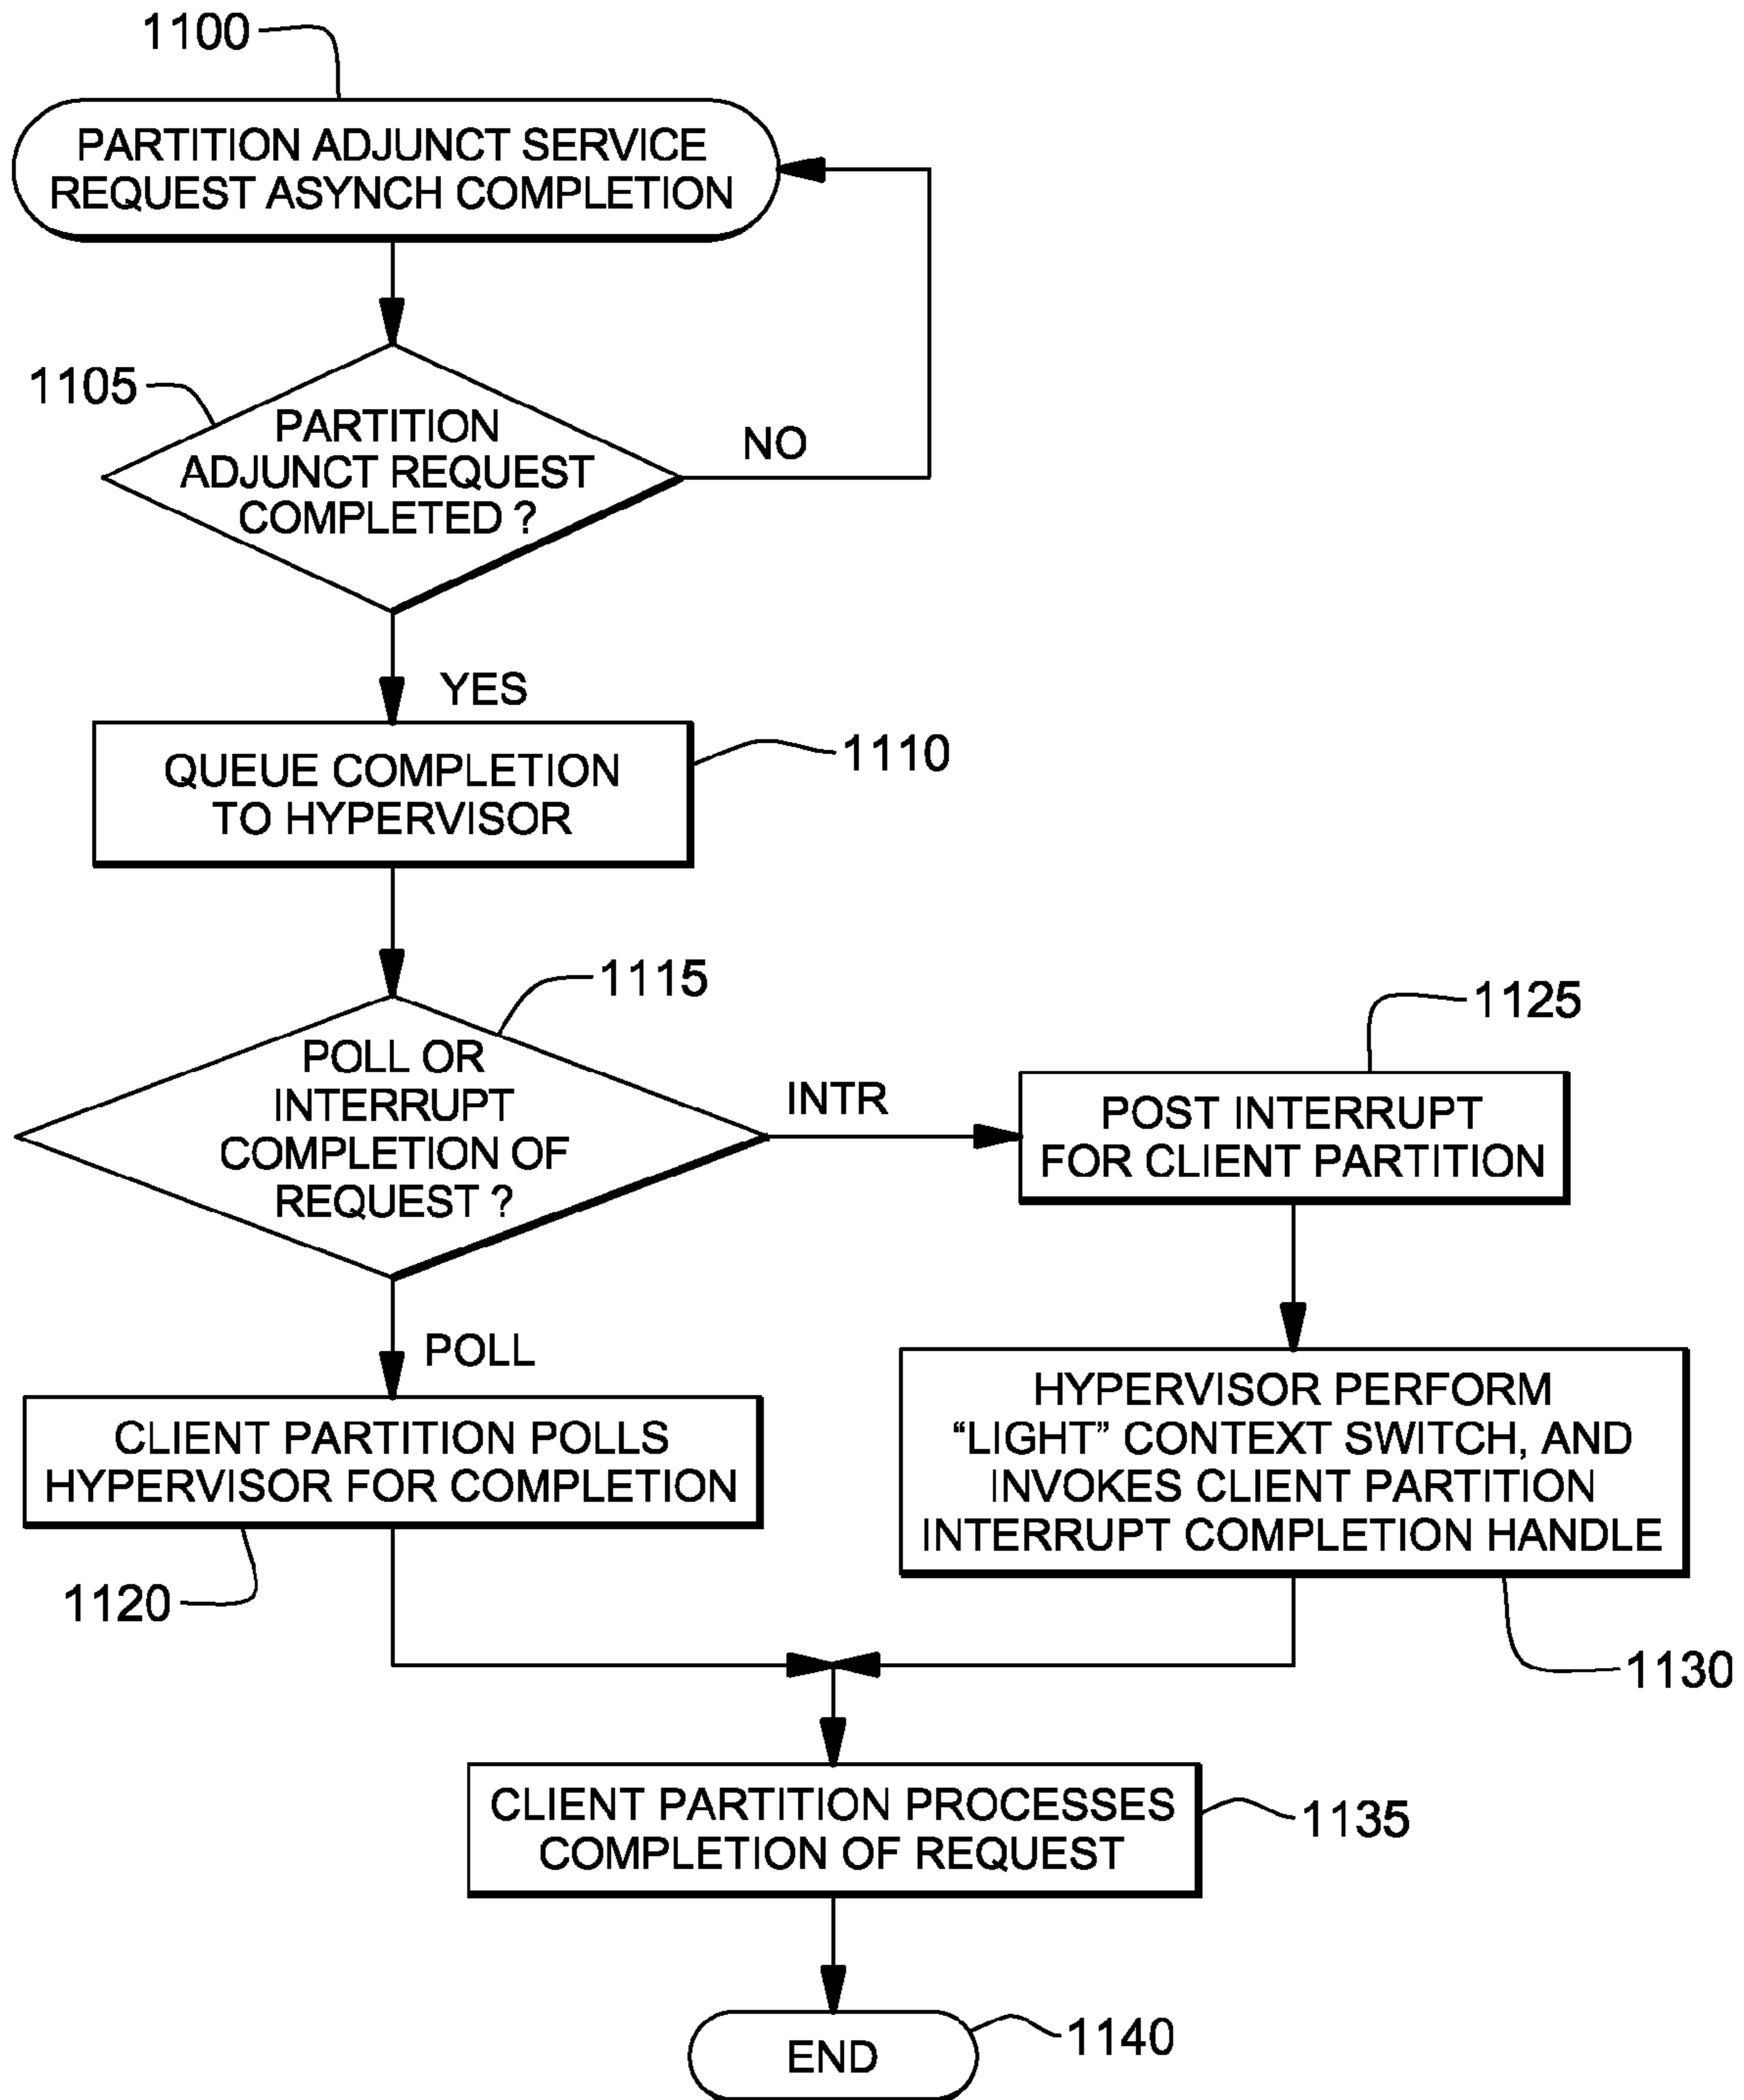 1100
PARTITION ADJUNCT SERVICE
REQUEST ASYNCH COMPLETION
1105
PARTITION
ADJUNCT REQUEST
COMPLETED ?
NO
YES
QUEUE COMPLETION
TO HYPERVISOR
1110
1115
POLL OR
INTERRUPT
COMPLETION OF
REQUEST ?
INTR
1125
POST INTERRUPT
FOR CLIENT PARTITION
POLL
CLIENT PARTITION POLLS
HYPERVISOR FOR COMPLETION
1120
HYPERVISOR PERFORM
“LIGHT” CONTEXT SWITCH, AND
INVOKES CLIENT PARTITION
INTERRUPT COMPLETION HANDLE
1130
CLIENT PARTITION PROCESSES
COMPLETION OF REQUEST
1135
END
1140